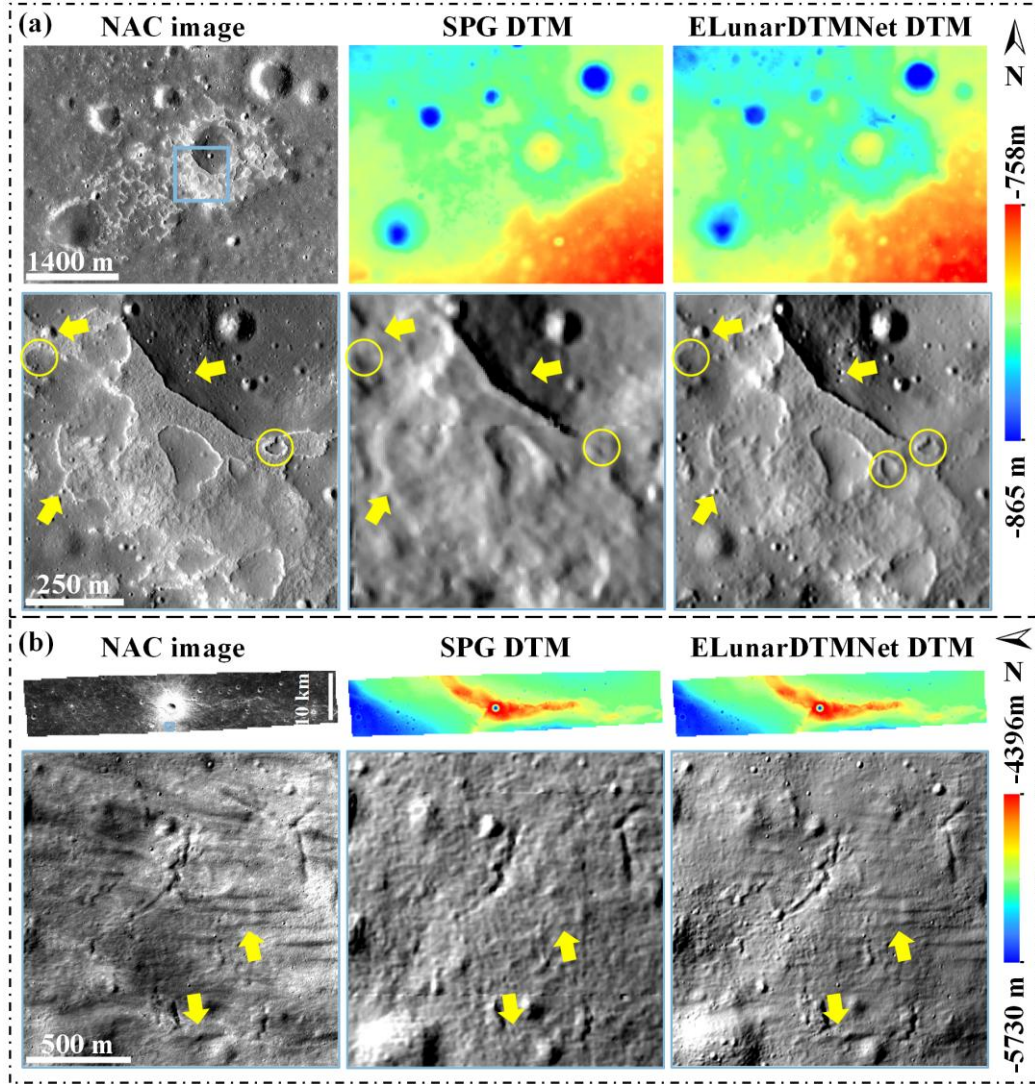 (a)
NAC image
SPG DTM
ELunarDTMNet DTM
N
1400 m
-758m
-865 m
250 m
(b)
NAC image
SPG DTM
ELunarDTMNet DTM
N
10 km
-4396m
-5730 m
500 m